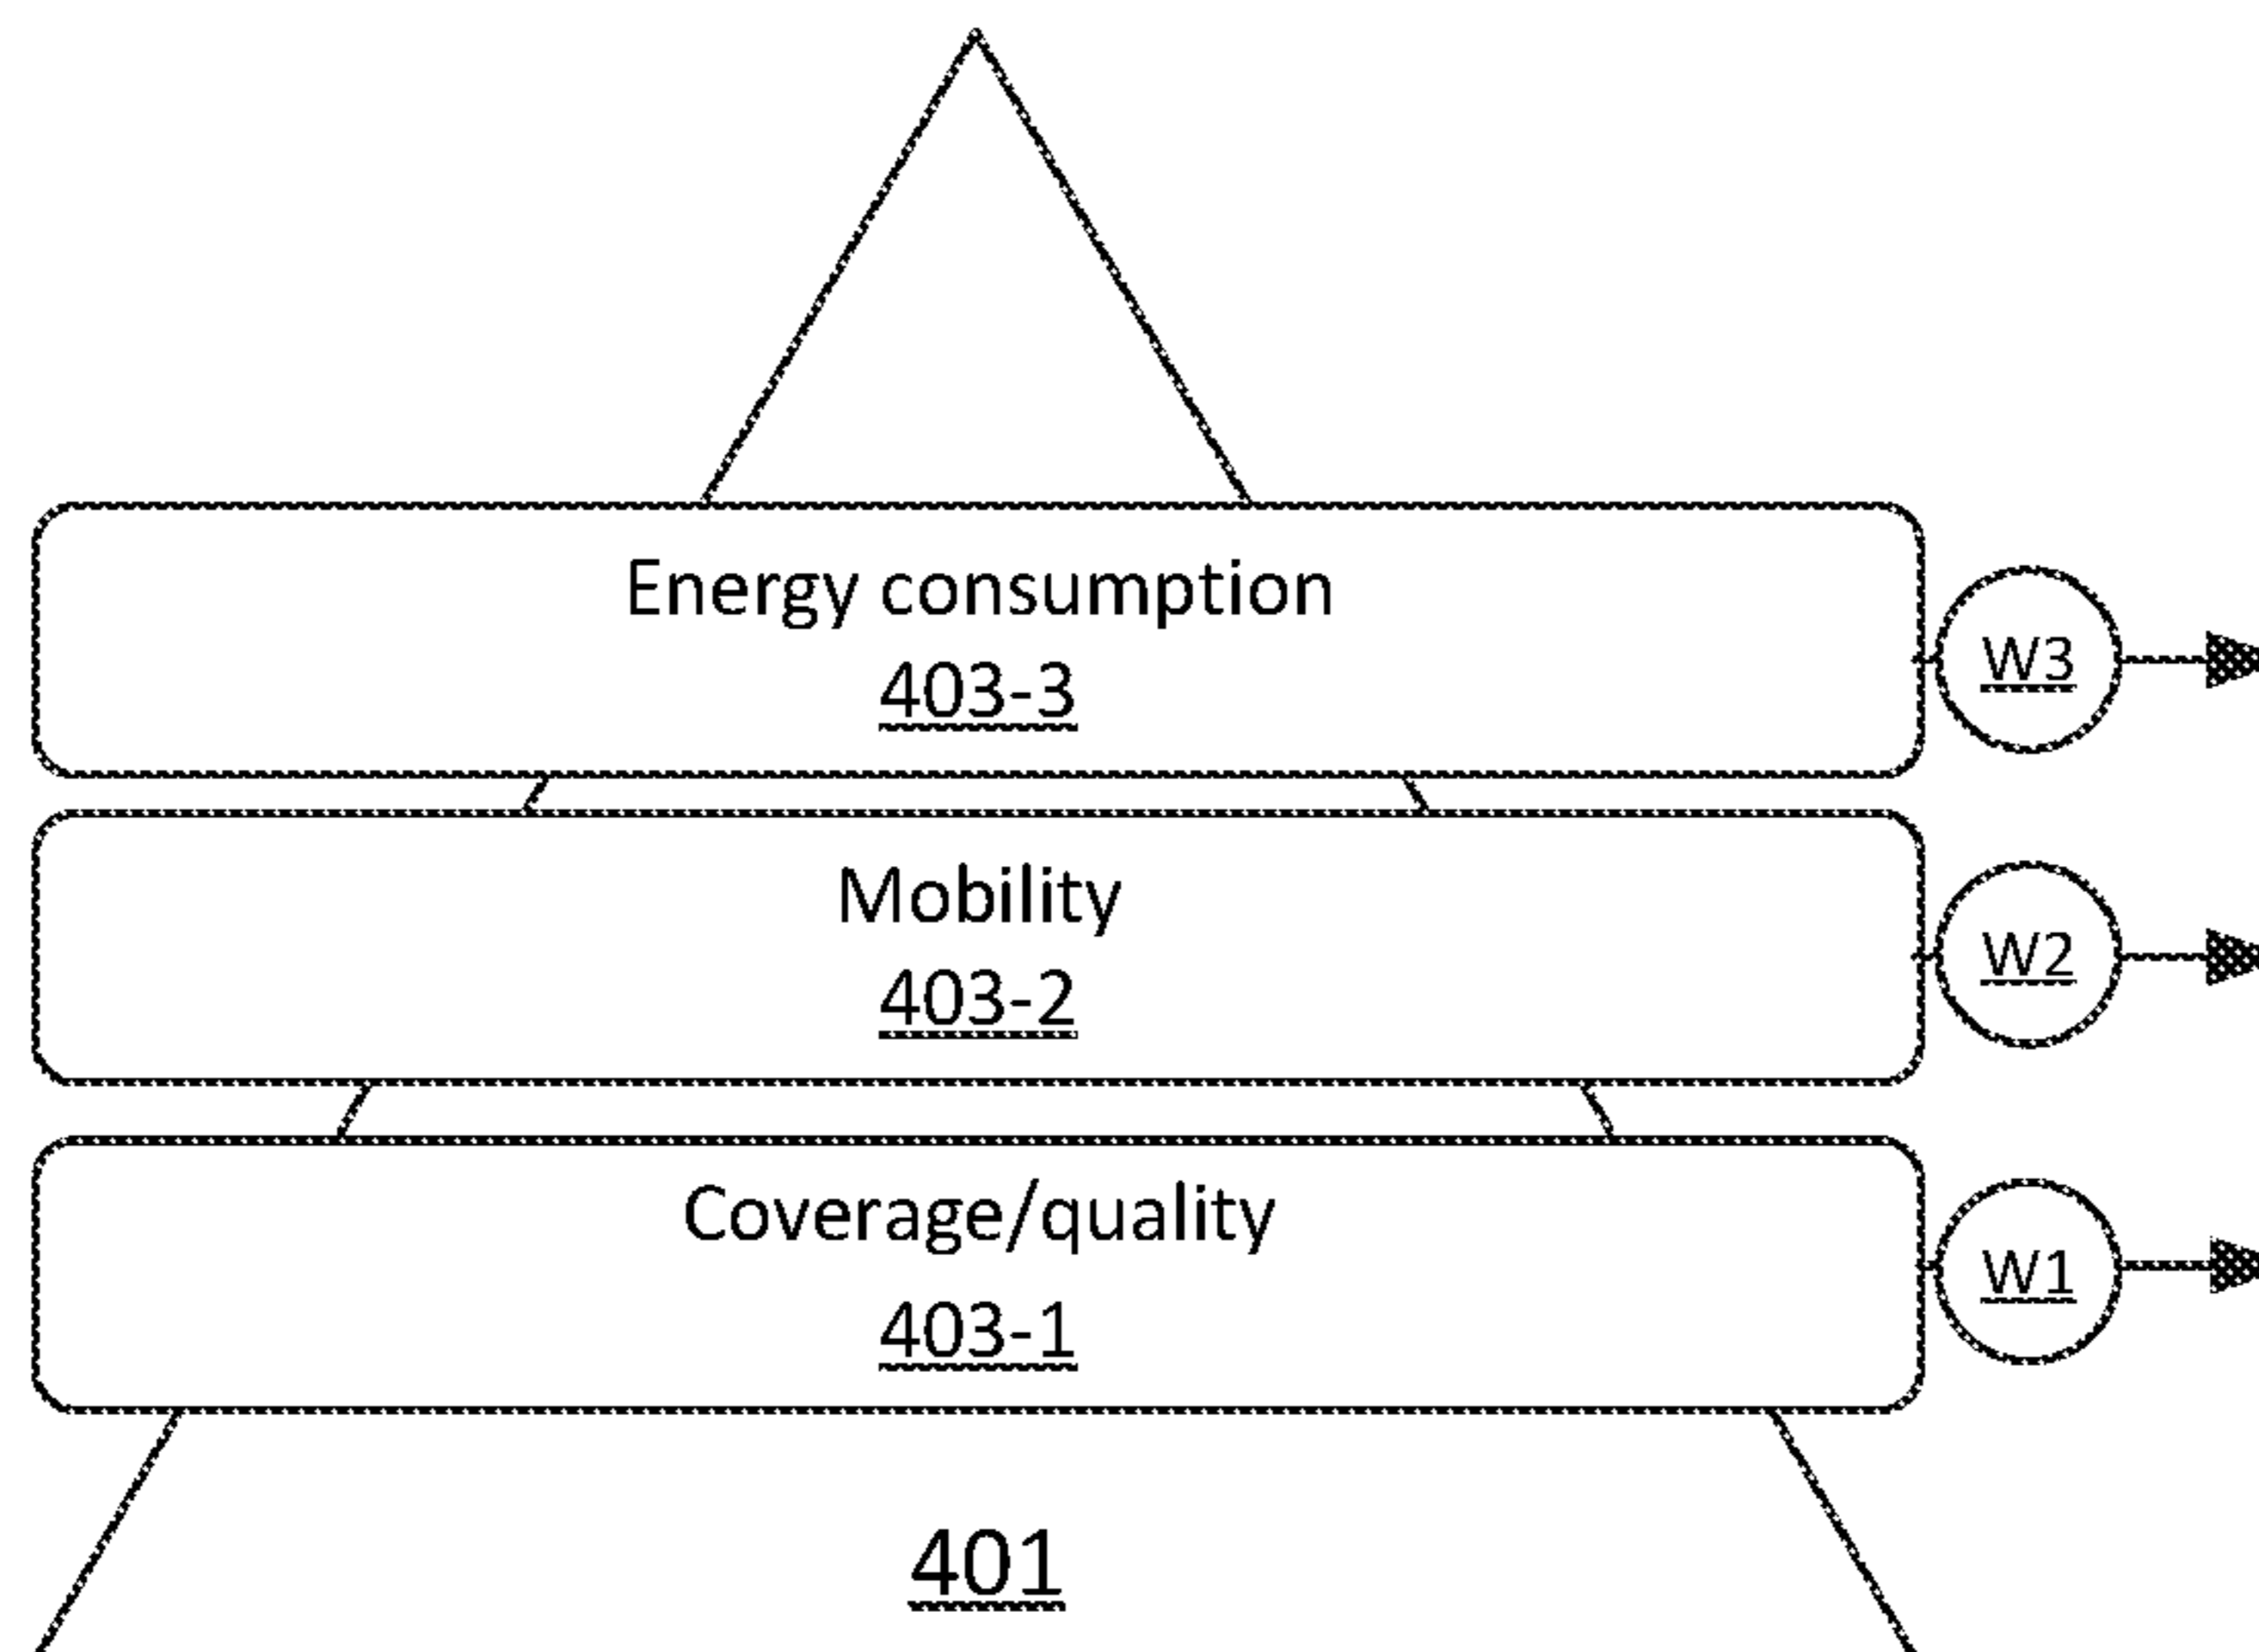 Energy consumption
403-3
W3
Mobility
403-2
W2
Coverage/quality
403-1
W1
401